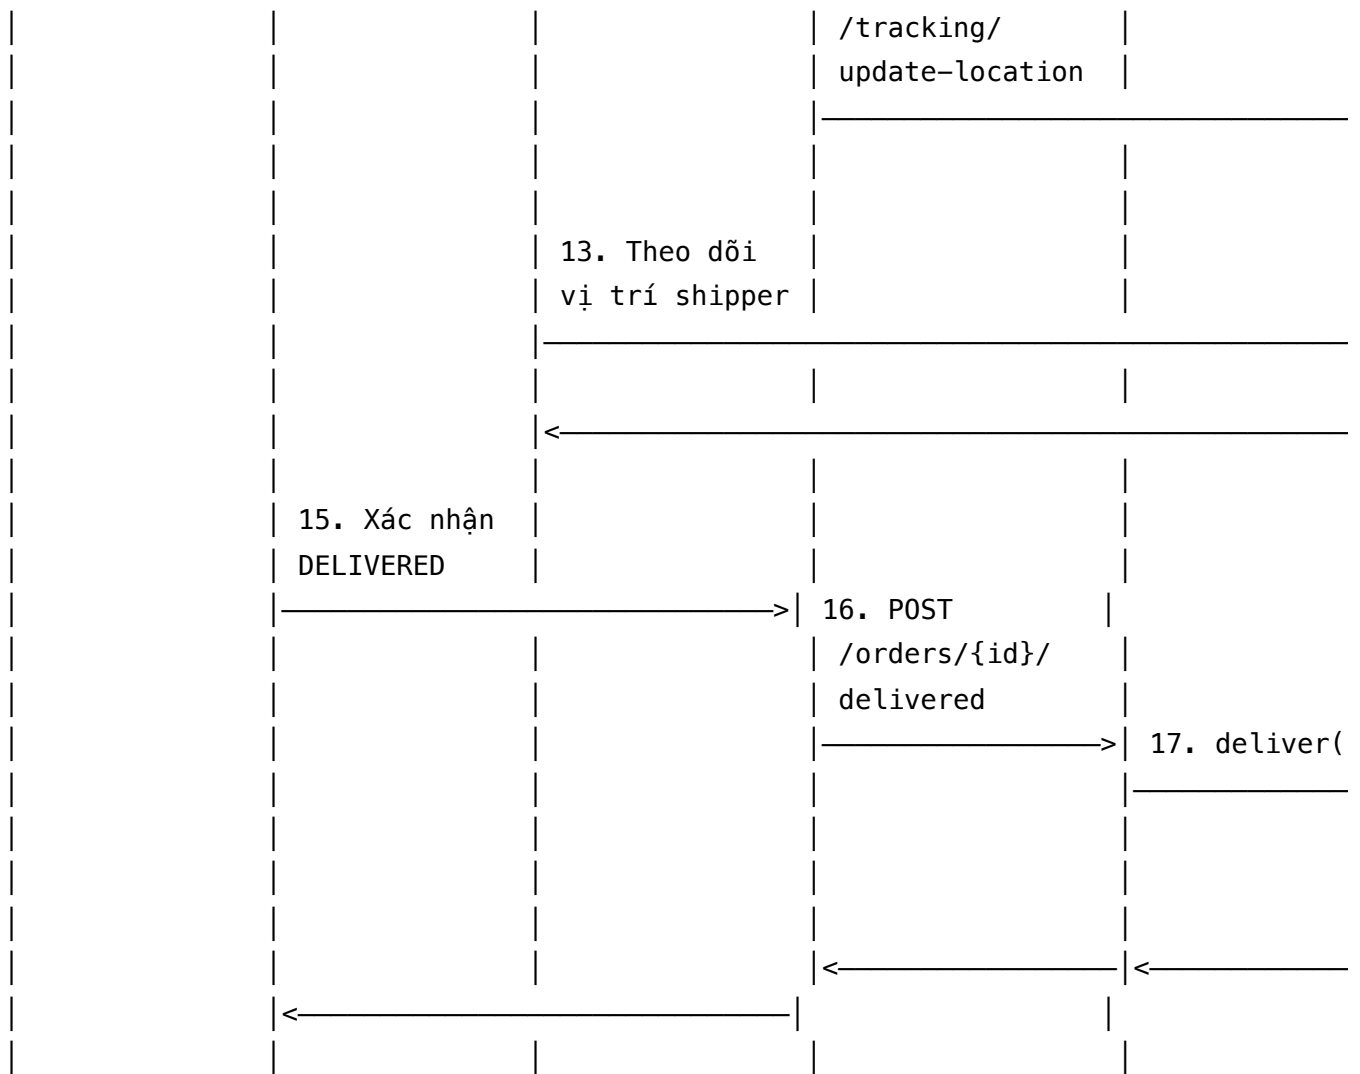 /tracking/
update-location
13. Theo dõi
vị trí shipper
15. Xác nhận
DELIVERED
16. POST
/orders/{id}/
delivered
17. deliver(